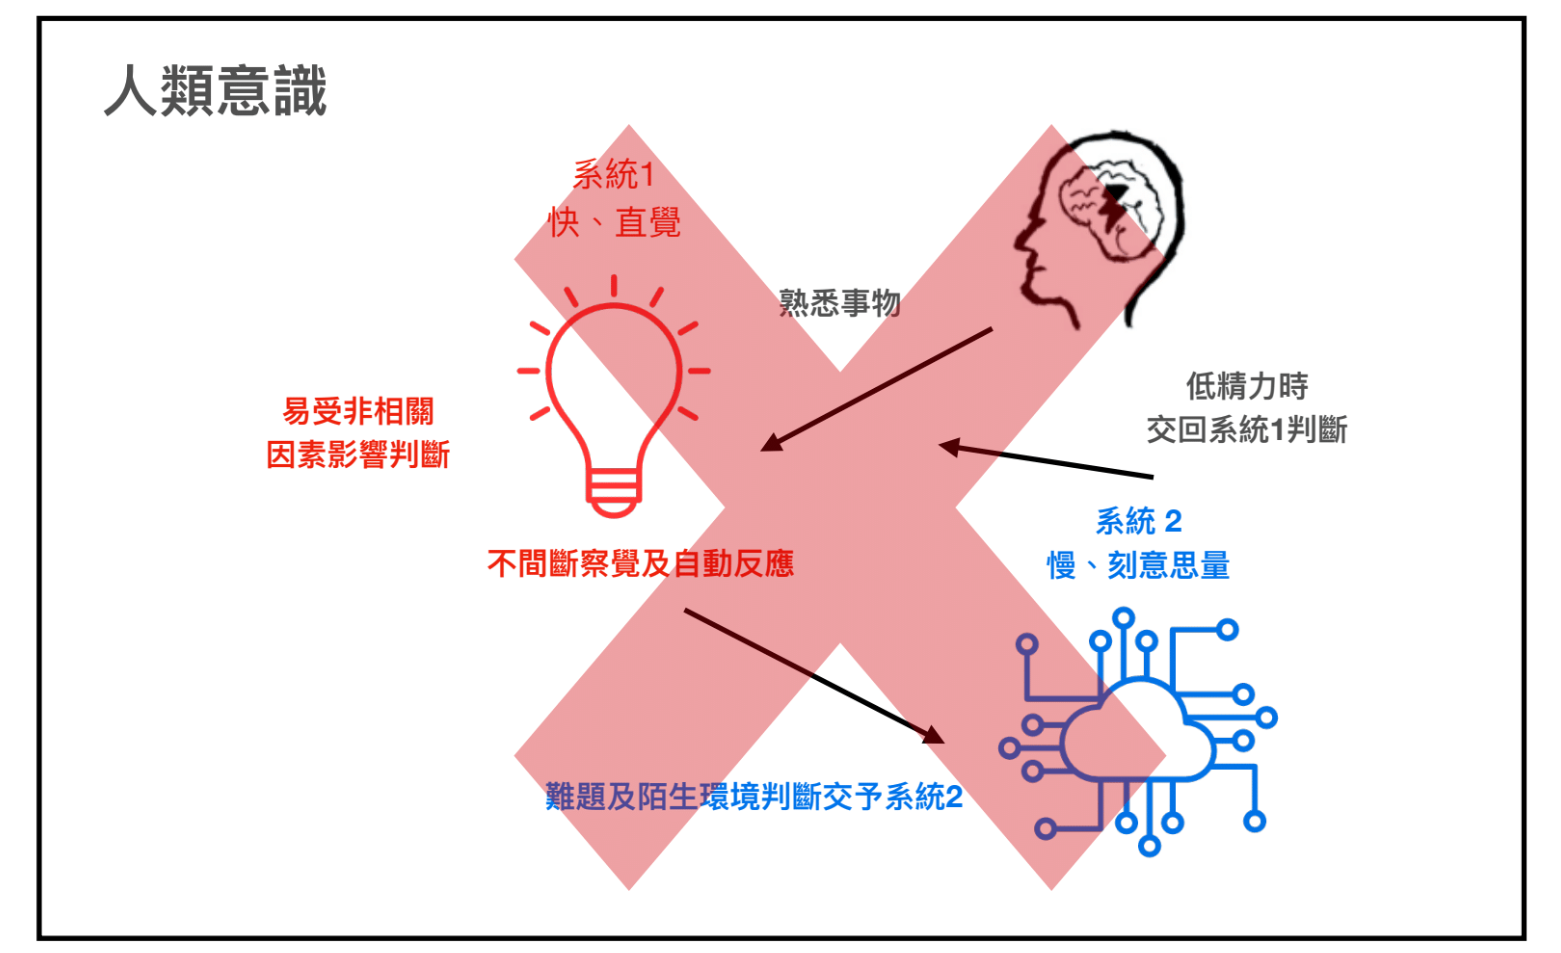 人類意識
系統1
快、直覺
熟悉事物
低精力時
交回系統1判斷
易受非相關
因素影響判斷
系統 2
慢、刻意思量
不間斷察覺及自動反應
難題及陌生環境判斷交予系統2